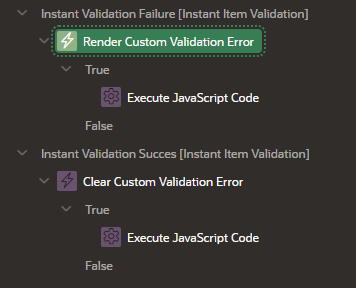 Instant Validation Failure [Instant Item Validation]
Render Custom Validation Error
True
Execute JavaScript Code
False
Instant Validation Succes [Instant Item Validation]
Clear Custom Validation Error
True
Execute JavaScript Code
False